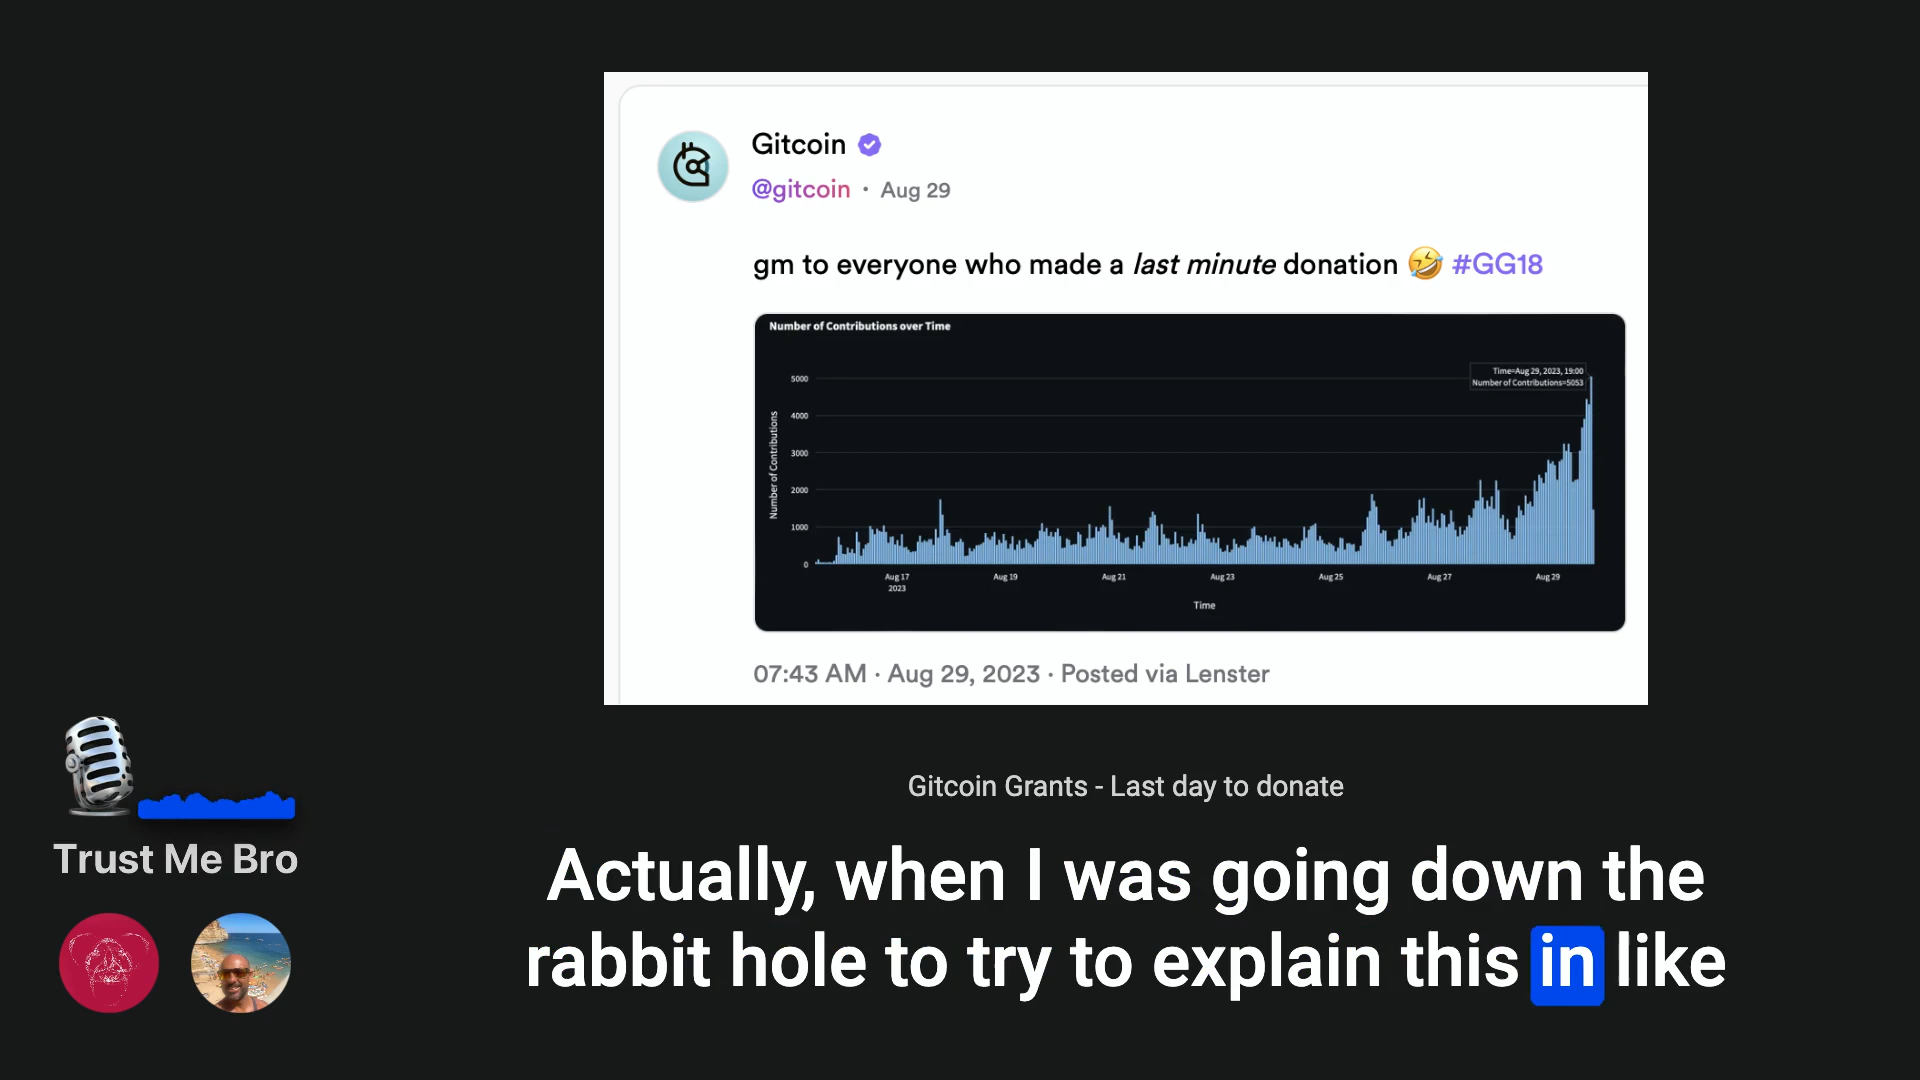 Gitcoin
@gitcoin · Aug 29
gm to everyone who made a last minute donation 🤣 #GG18
Number of Contributions over Time
Time=Aug 29, 2023, 19:00
Number of Contributions=5053
5000
4000
3000
2000
1000
0
Number of Contributions
Aug 17
2023
Aug 19
Aug 21
Aug 23
Aug 25
Aug 27
Aug 29
Time
07:43 AM · Aug 29, 2023 · Posted via Lenster
Gitcoin Grants - Last day to donate
Trust Me Bro
Actually, when I was going down the
rabbit hole to try to explain this in like